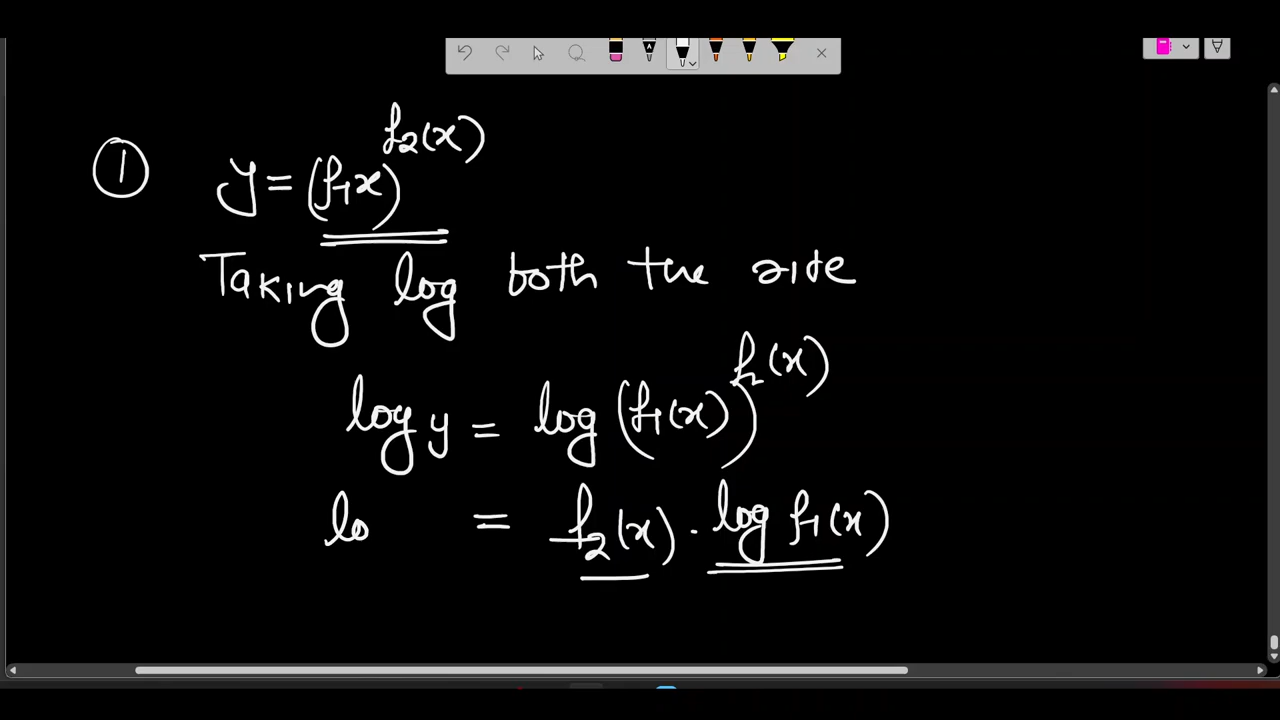 ① y = (f₁x)^f₂(x)
Taking log both the side
log y = log (f₁(x))^f₂(x)
lo = f₂(x) . log f₁(x)